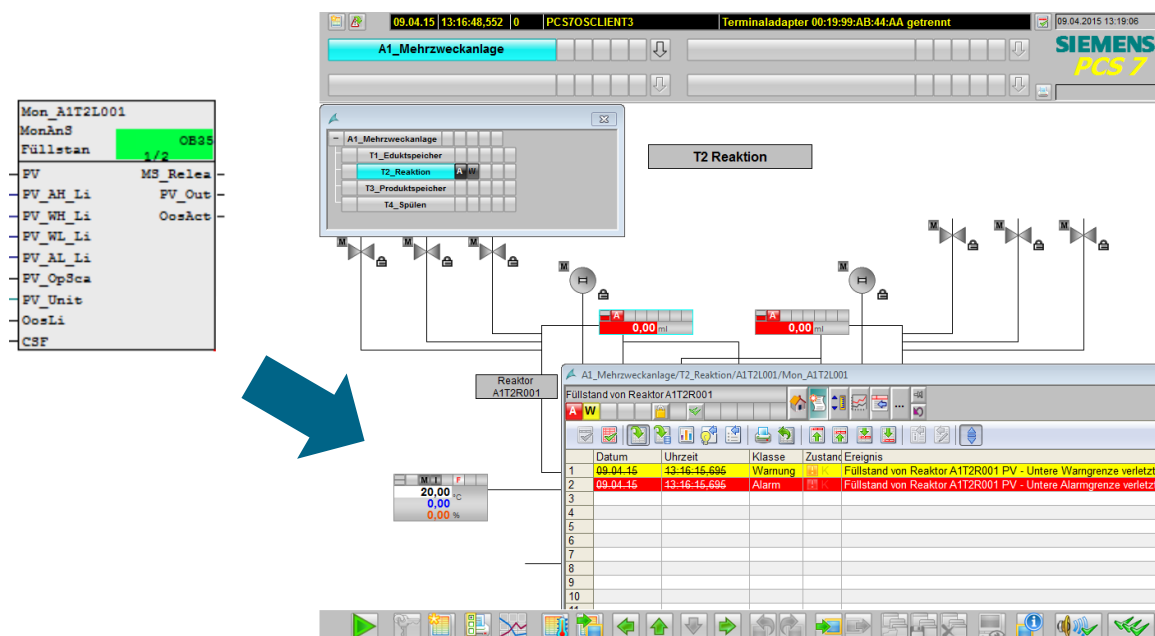 09.04.15 13:16:48,552 0 PCS7OSCLIENT3 Terminaladapter 00:19:99:AB:44:AA getrennt
09.04.2015 13:19:06
A1_Mehrzweckanlage
SIEMENS
PCS 7
Mon_A1T2L001
MonAnS
Füllstan
OB35
1/2
PV MS_Relea
PV_AH_Li PV_Out
PV_WH_Li OosAct
PV_WL_Li
PV_AL_Li
PV_OpSca
PV_Unit
OosLi
CSF
A1_Mehrzweckanlage
T1_Eduktspeicher
T2_Reaktion A W
T3_Produktspeicher
T4_Spülen
T2 Reaktion
M M M M M M
M M
A A
0,00 ml 0,00 ml
Reaktor
A1T2R001
A1_Mehrzweckanlage/T2_Reaktion/A1T2L001/Mon_A1T2L001
Füllstand von Reaktor A1T2R001
A W
...
Datum Uhrzeit Klasse Zustand Ereignis
1 09.04.15 13:16:15,695 Warnung K Füllstand von Reaktor A1T2R001 PV - Untere Warngrenze verletzt
2 09.04.15 13:16:15,695 Alarm K Füllstand von Reaktor A1T2R001 PV - Untere Alarmgrenze verletzt
3
4
5
6
7
8
9
10
M I F
20,00 °C
0,00
0,00 %